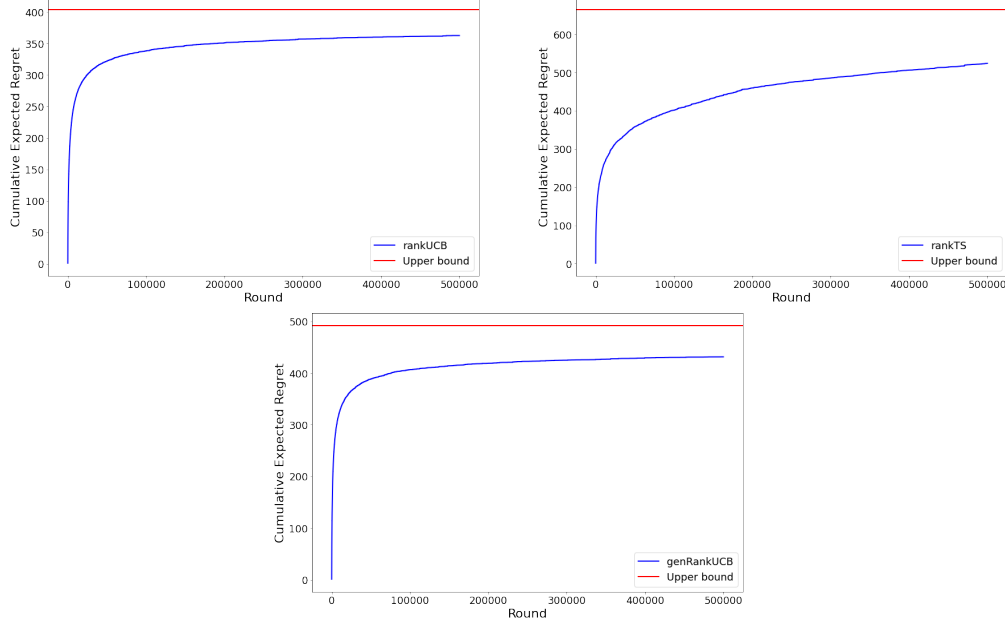 400
350
300
250
200
150
100
50
0
Cumulative Expected Regret
rankUCB
Upper bound
0 100000 200000 300000 400000 500000
Round
600
500
400
300
200
100
0
Cumulative Expected Regret
rankTS
Upper bound
0 100000 200000 300000 400000 500000
Round
500
400
300
200
100
0
Cumulative Expected Regret
genRankUCB
Upper bound
0 100000 200000 300000 400000 500000
Round